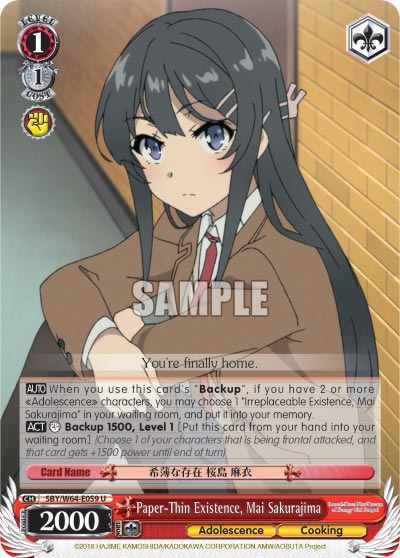 LEVEL
1
1
COST
SAMPLE
You're finally home.
AUTO When you use this card's "Backup", if you have 2 or more
«Adolescence» characters, you may choose 1 "Irreplaceable Existence, Mai
Sakurajima" in your waiting room, and put it into your memory.
ACT Backup 1500, Level 1 [Put this card from your hand into your
waiting room] (Choose 1 of your characters that is being frontal attacked, and
that card gets +1500 power until end of turn)
Card Name
希薄な存在 桜島 麻衣
CH SBY/W64-E059 U
2000
Paper-Thin Existence, Mai Sakurajima
Adolescence
Cooking
©2018 HAJIME KAMOSHIDA/KADOKAWA CORPORATION AMW/AOBUTA Project